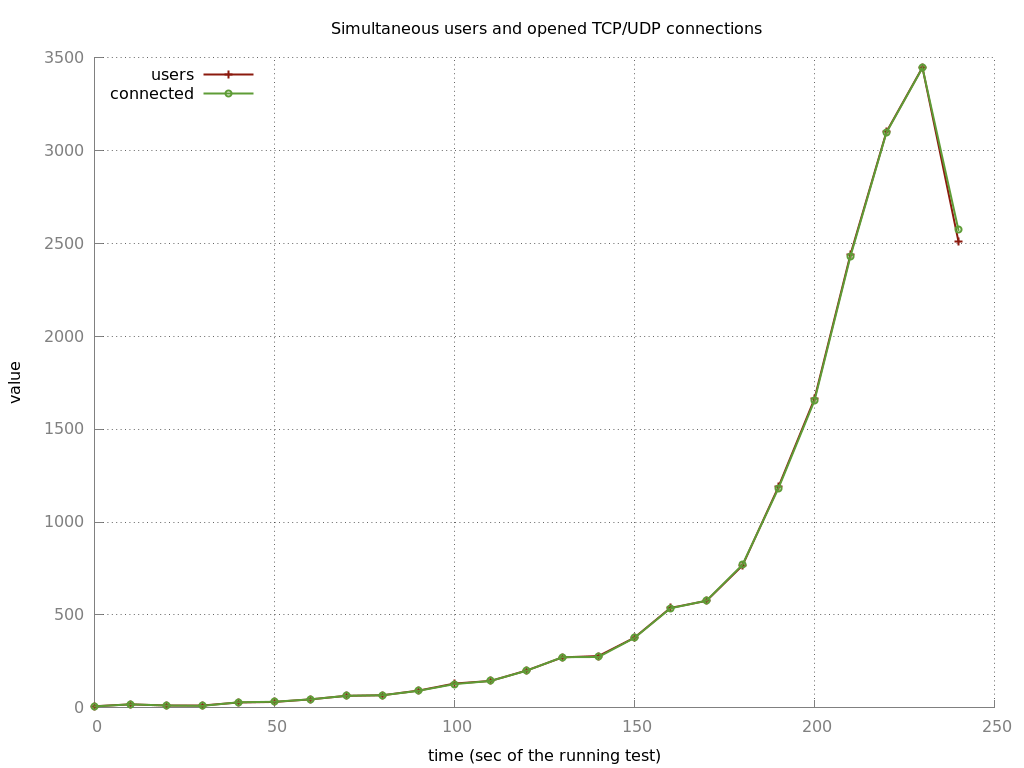 Simultaneous users and opened TCP/UDP connections
3500
users
connected
3000
2500
2000
value
1500
1000
500
0
0 50 100 150 200 250
time (sec of the running test)